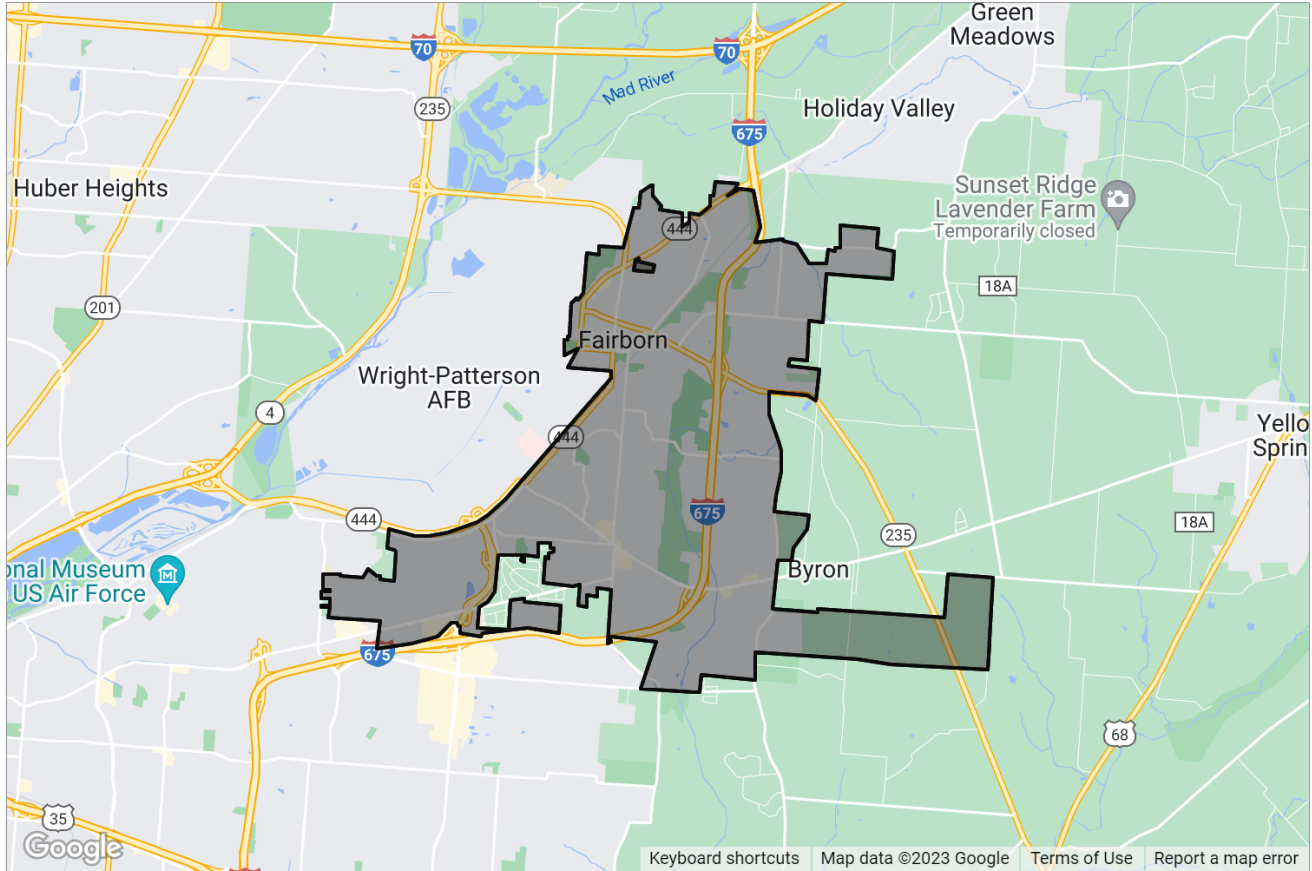 Green
Meadows
70
70
Mad River
235
Holiday Valley
675
Huber Heights
Sunset Ridge
Lavender Farm
Temporarily closed
444
18A
201
Fairborn
Wright-Patterson
AFB
4
444
Yello
Sprin
675
444
18A
235
onal Museum
US Air Force
Byron
675
68
35
Google
Keyboard shortcuts
Map data ©2023 Google
Terms of Use
Report a map error